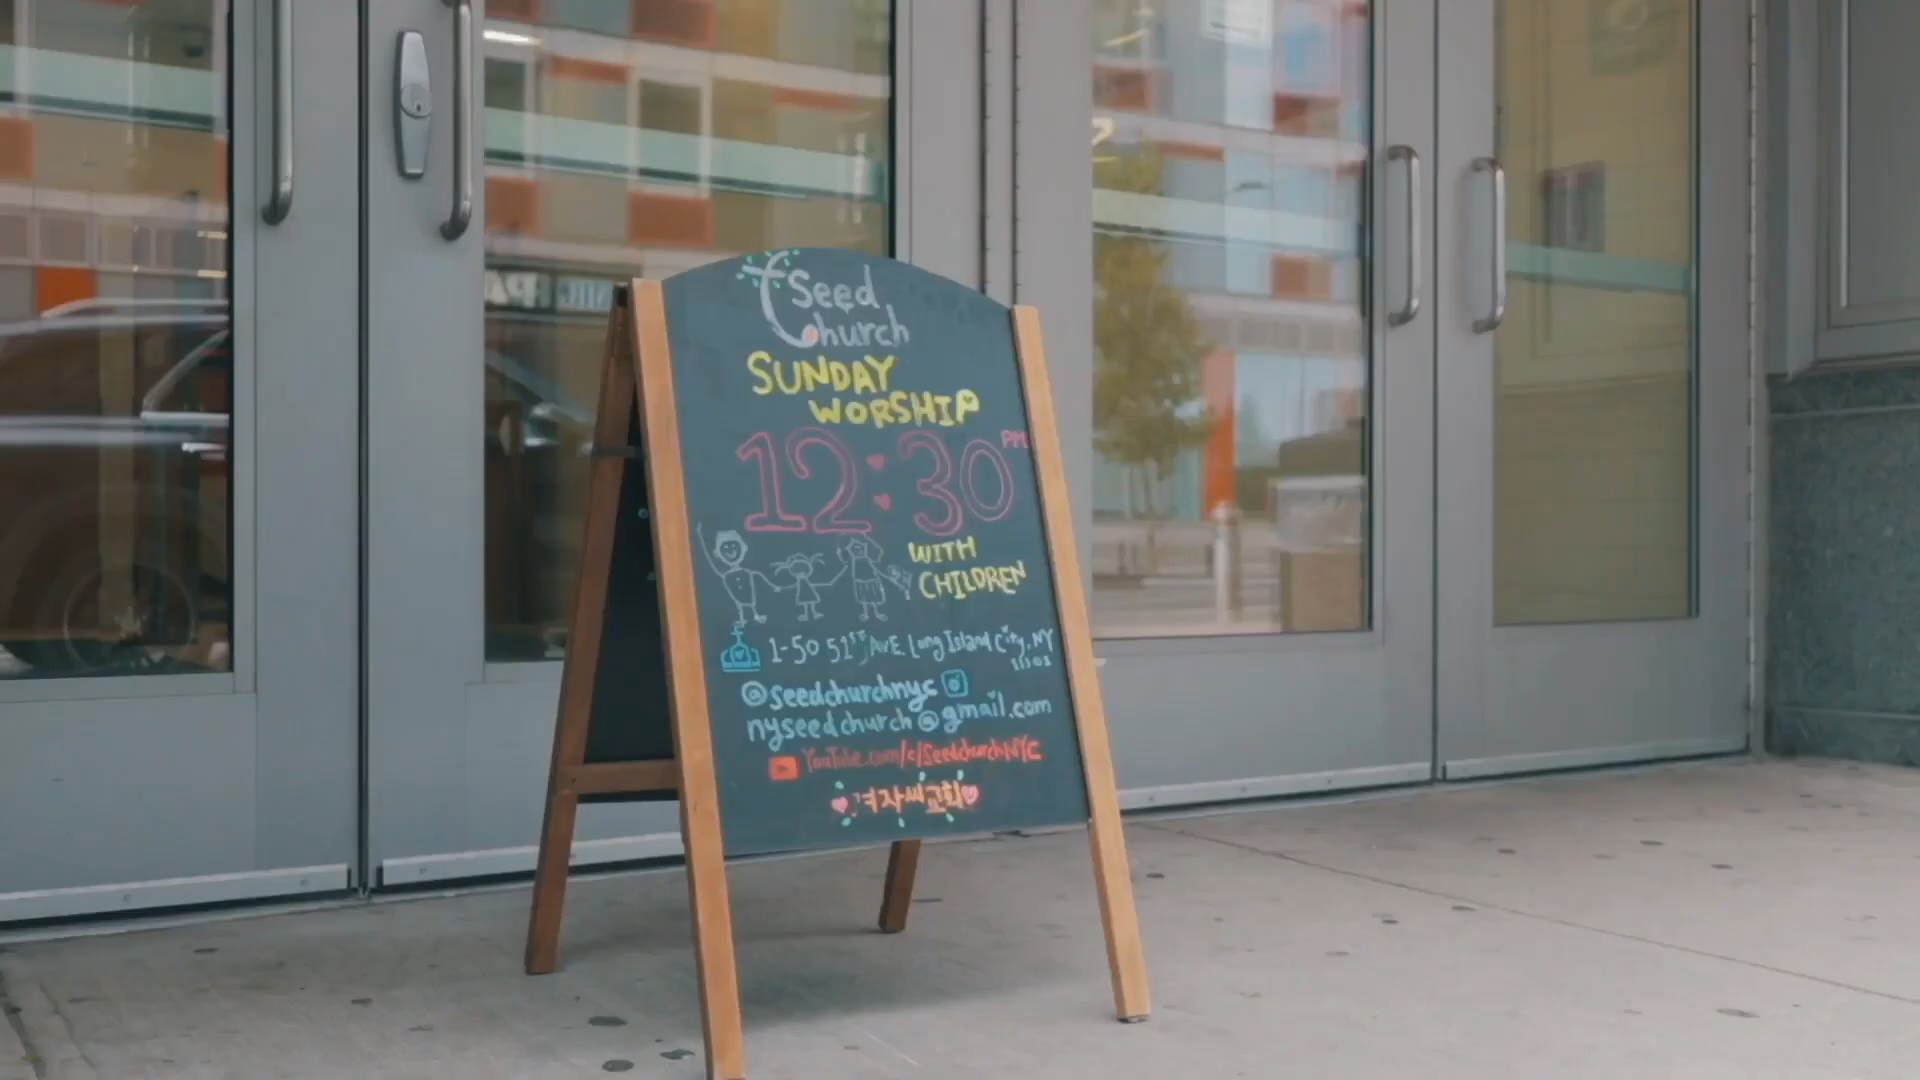 Seed
Church
SUNDAY
WORSHIP
12:30 PM
WITH
CHILDREN
1-50 51ST AVE. Long Island City, NY
11101
@seedchurchnyc
nyseedchurch@gmail.com
YouTube.com/c/SeedchurchNYC
겨자씨교회